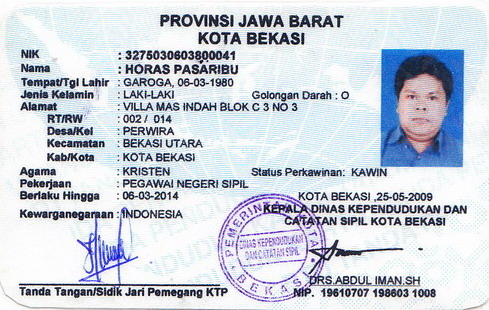 PROVINSI JAWA BARAT
KOTA BEKASI
NIK : 3275030603800041
Nama : HORAS PASARIBU
Tempat/Tgl Lahir : GAROGA, 06-03-1980
Jenis Kelamin : LAKI-LAKI Golongan Darah : O
Alamat : VILLA MAS INDAH BLOK C 3 NO 3
RT/RW : 002 / 014
Desa/Kel : PERWIRA
Kecamatan : BEKASI UTARA
Kab/Kota : KOTA BEKASI
Agama : KRISTEN Status Perkawinan: KAWIN
Pekerjaan : PEGAWAI NEGERI SIPIL
Berlaku Hingga : 06-03-2014 KOTA BEKASI ,25-05-2009
Kewarganegaraan : INDONESIA KEPALA DINAS KEPENDUDUKAN DAN
CATATAN SIPIL KOTA BEKASI
PEMERINTAH KOTA
DINAS KEPENDUDUKAN
DAN CATATAN SIPIL
BEKASI
DRS.ABDUL IMAN.SH
Tanda Tangan/Sidik Jari Pemegang KTP NIP. 19610707 198603 1008